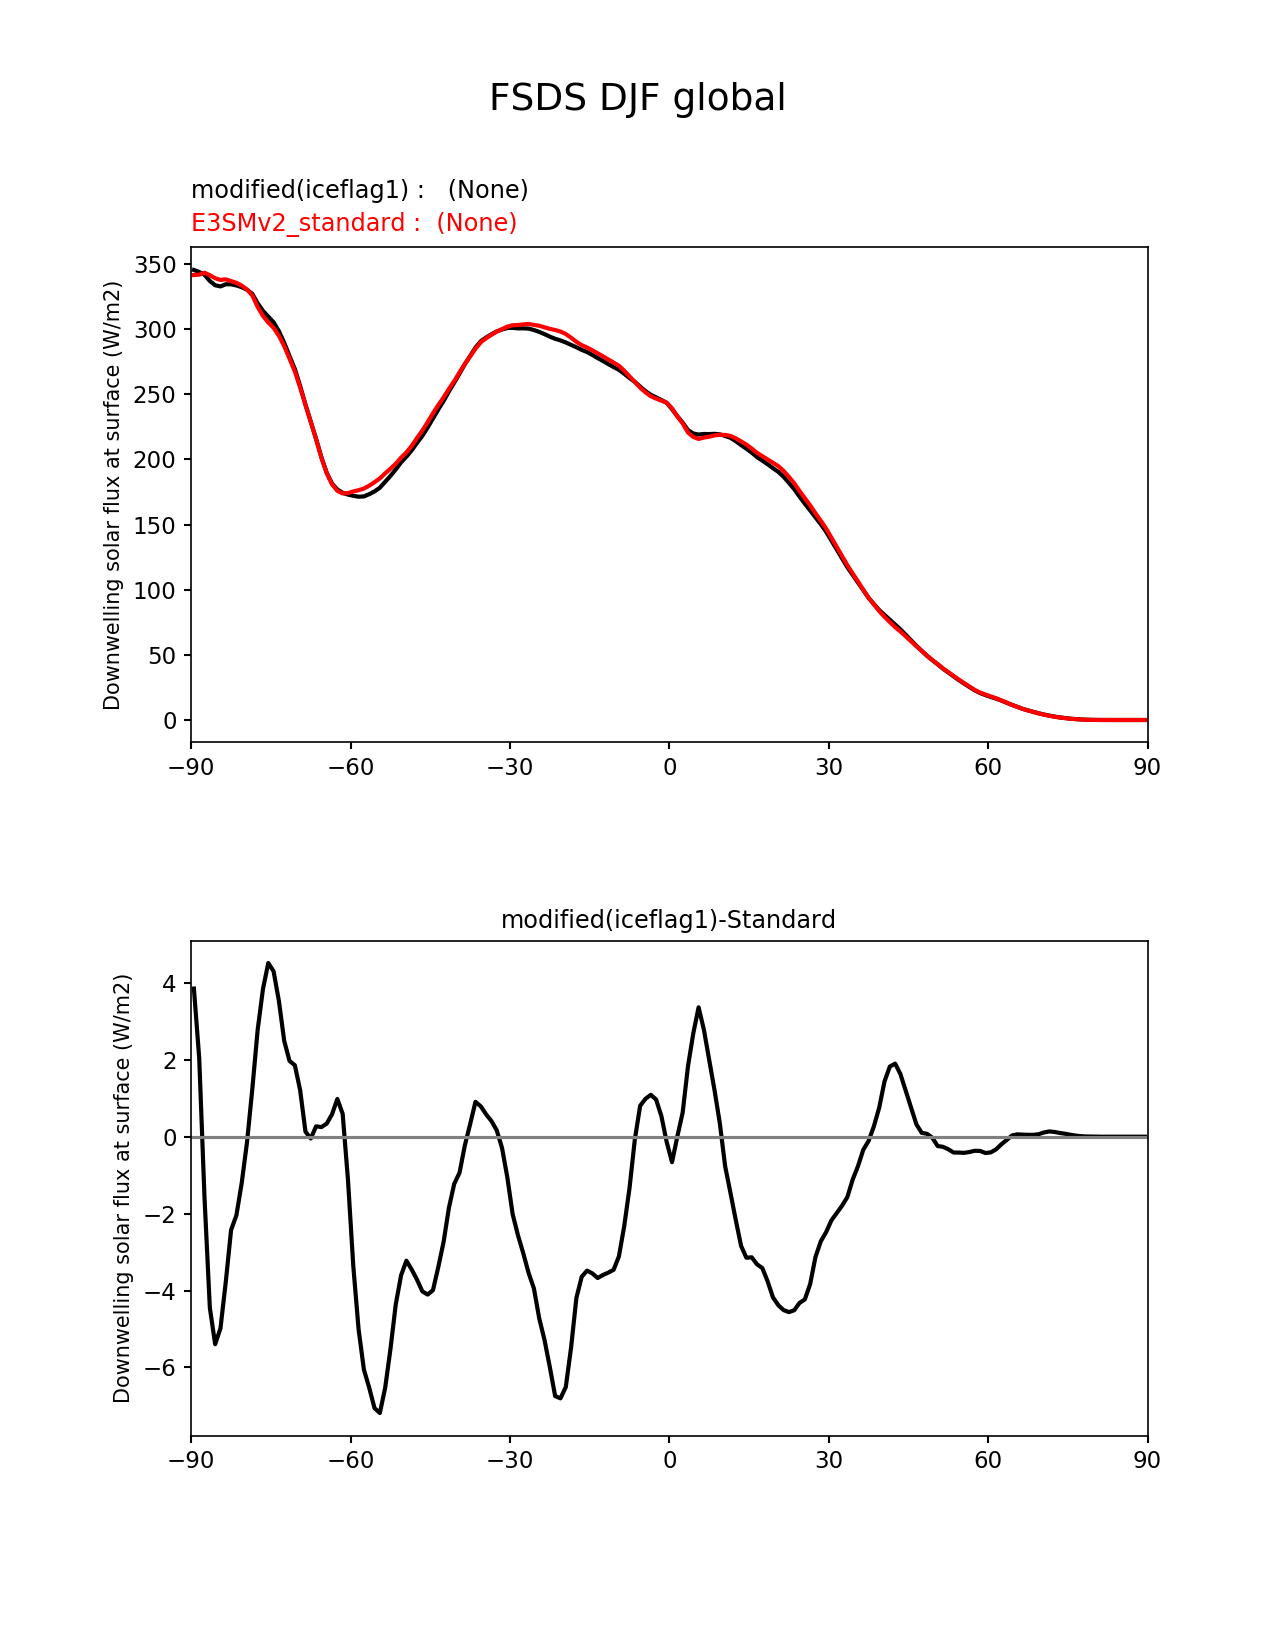 FSDS DJF global
modified(iceflag1) :   (None)
E3SMv2_standard :  (None)
Downwelling solar flux at surface (W/m2)
350
300
250
200
150
100
50
0
−90 −60 −30 0 30 60 90
modified(iceflag1)-Standard
Downwelling solar flux at surface (W/m2)
4
2
0
−2
−4
−6
−90 −60 −30 0 30 60 90